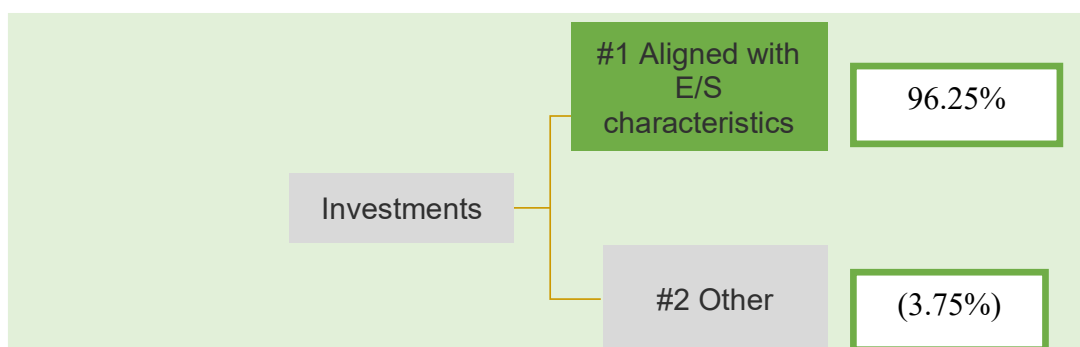 #1 Aligned with
E/S
characteristics
96.25%
Investments
#2 Other
(3.75%)